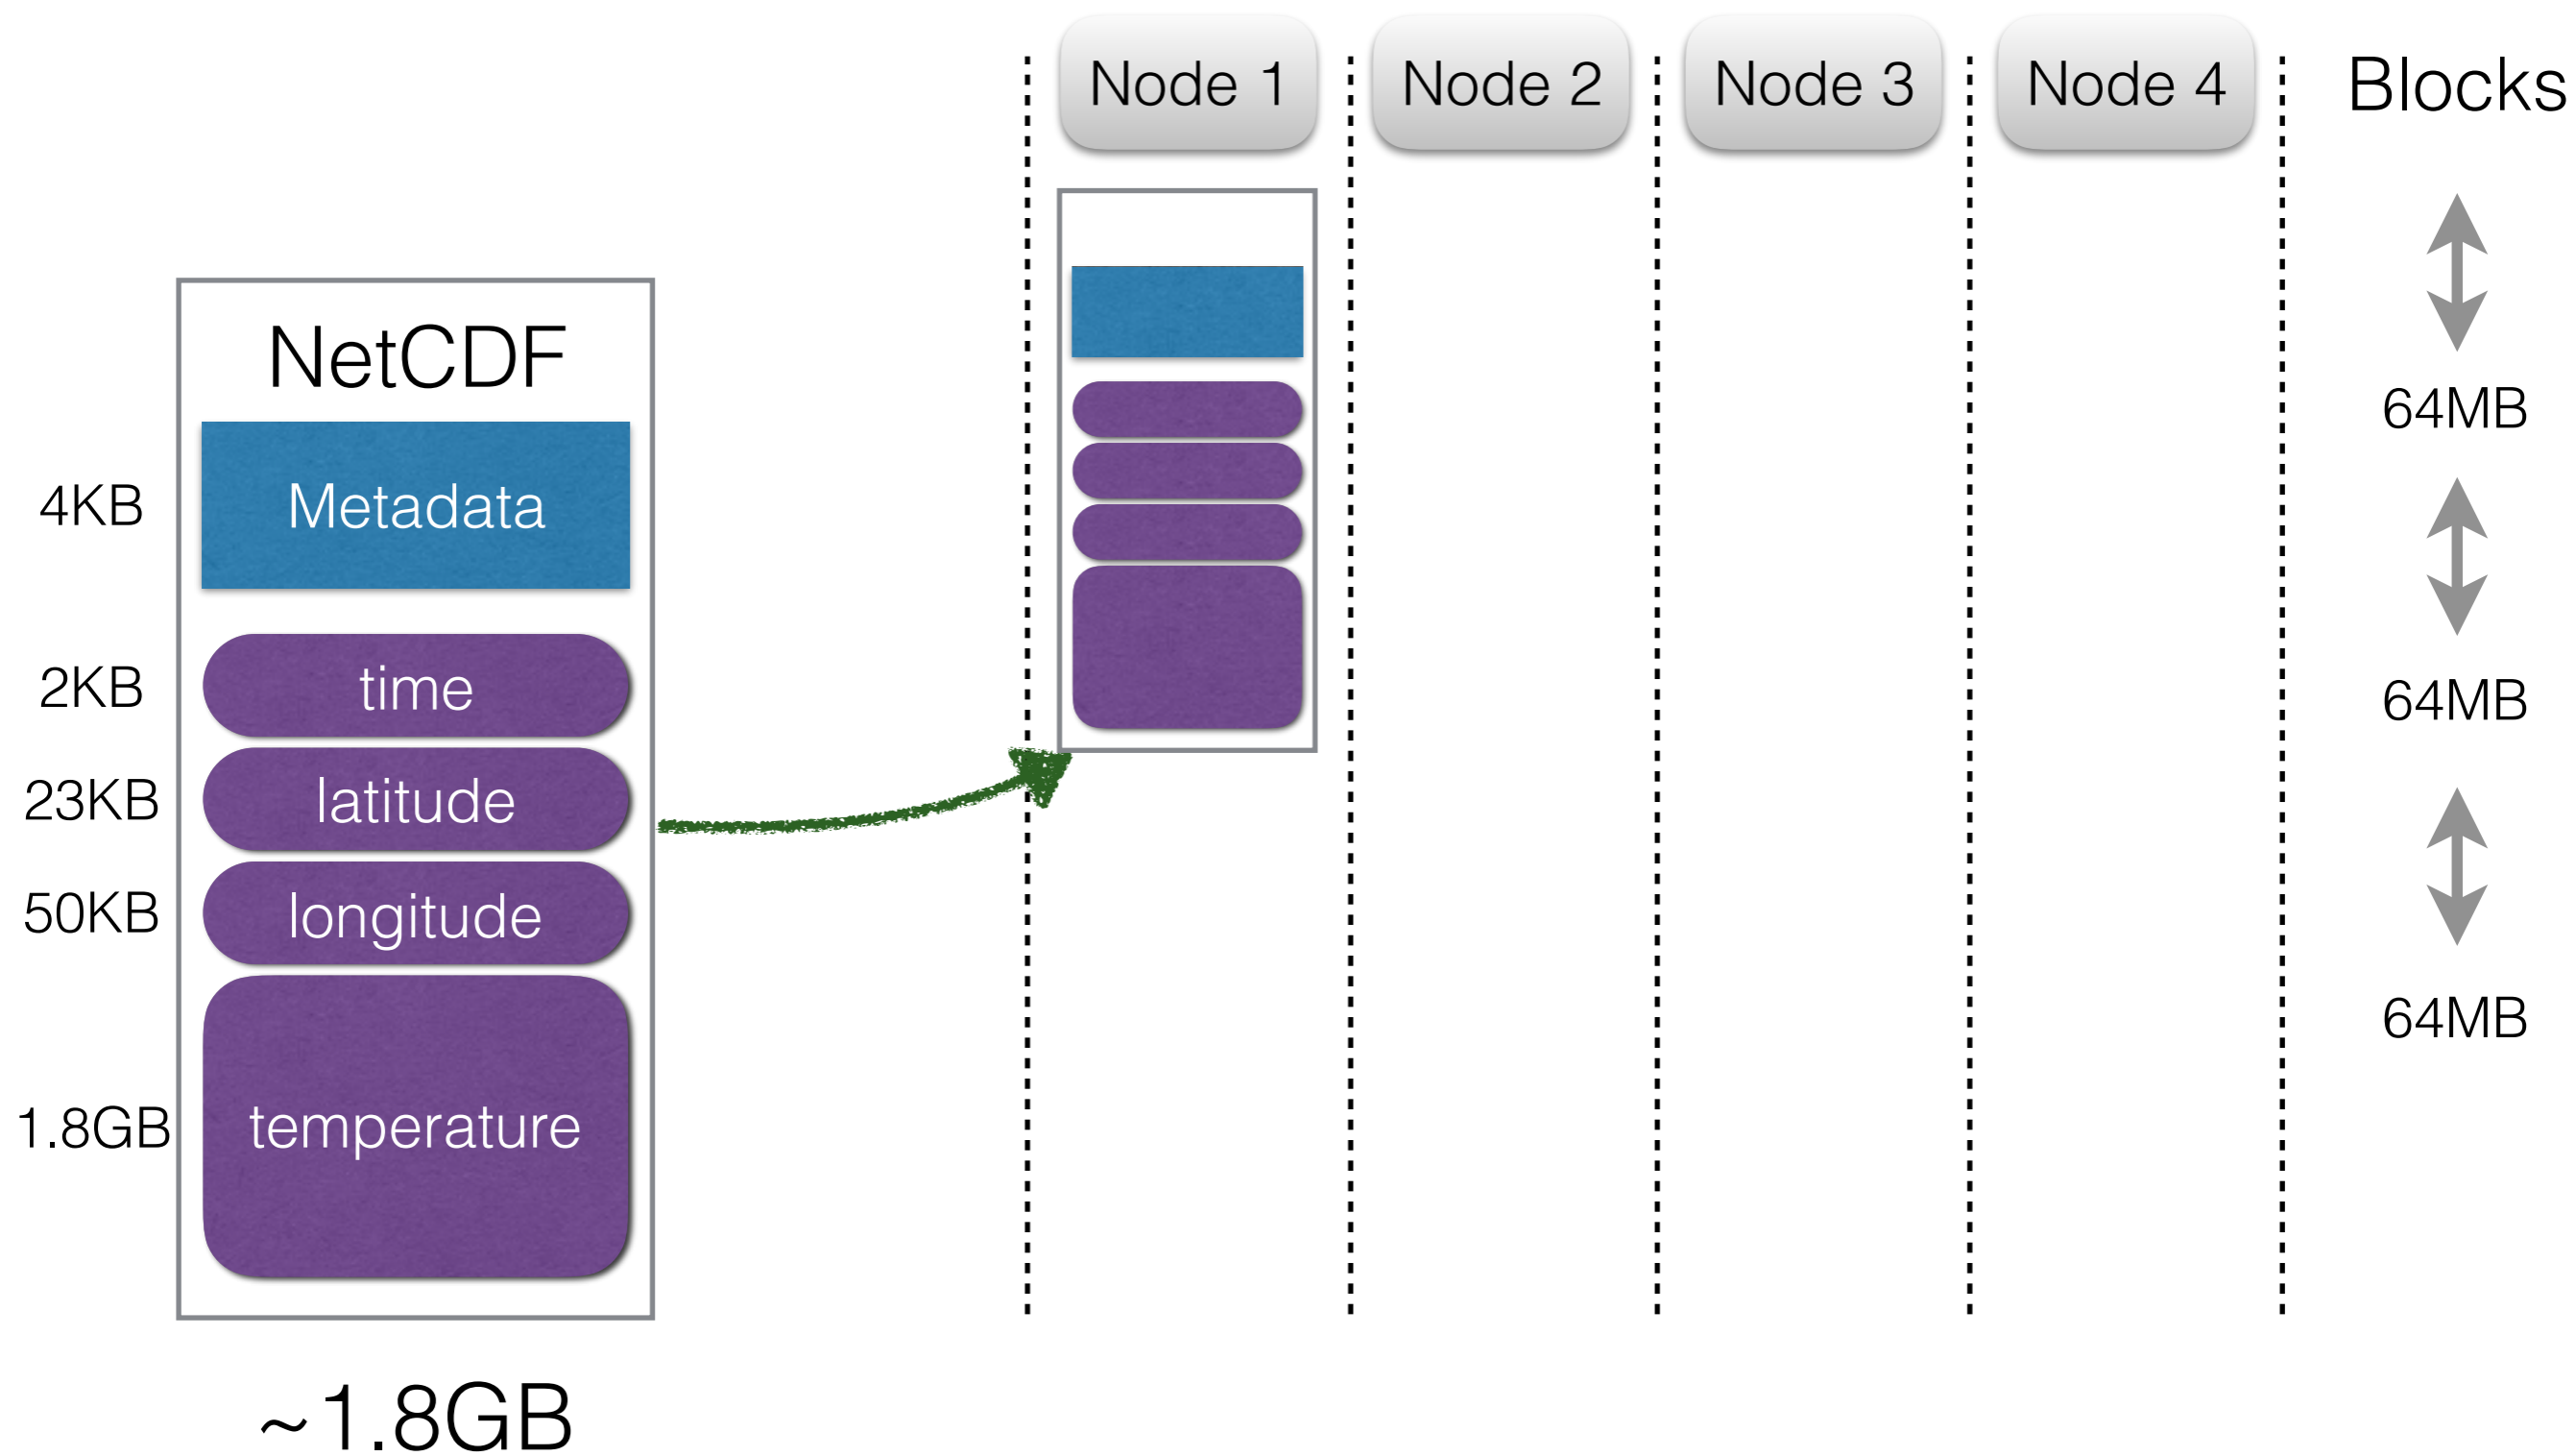 Node 1
Node 2
Node 3
Node 4
Blocks
NetCDF
4KB
Metadata
2KB
time
23KB
latitude
50KB
longitude
1.8GB
temperature
~1.8GB
64MB
64MB
64MB